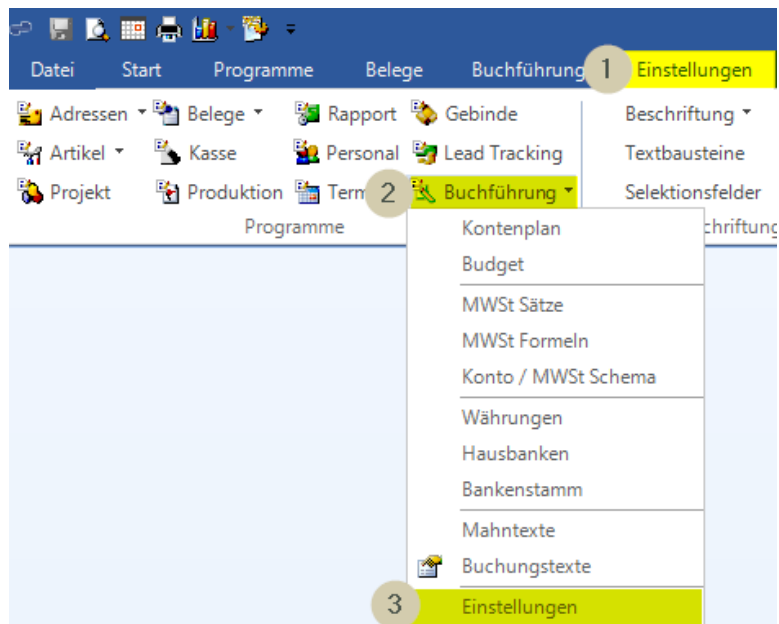 Datei Start Programme Belege Buchführung 1 Einstellungen
Adressen Belege Rapport Gebinde Beschriftung
Artikel Kasse Personal Lead Tracking Textbausteine
Projekt Produktion Term 2 Buchführung Selektionsfelder
Programme chriftung
Kontenplan
Budget
MWSt Sätze
MWSt Formeln
Konto / MWSt Schema
Währungen
Hausbanken
Bankenstamm
Mahntexte
Buchungstexte
3 Einstellungen